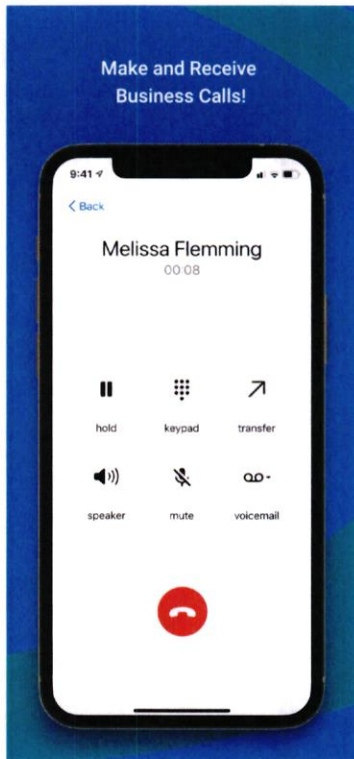 Make and Receive
Business Calls!
9:41
Back
Melissa Flemming
00:08
hold keypad transfer
speaker mute voicemail